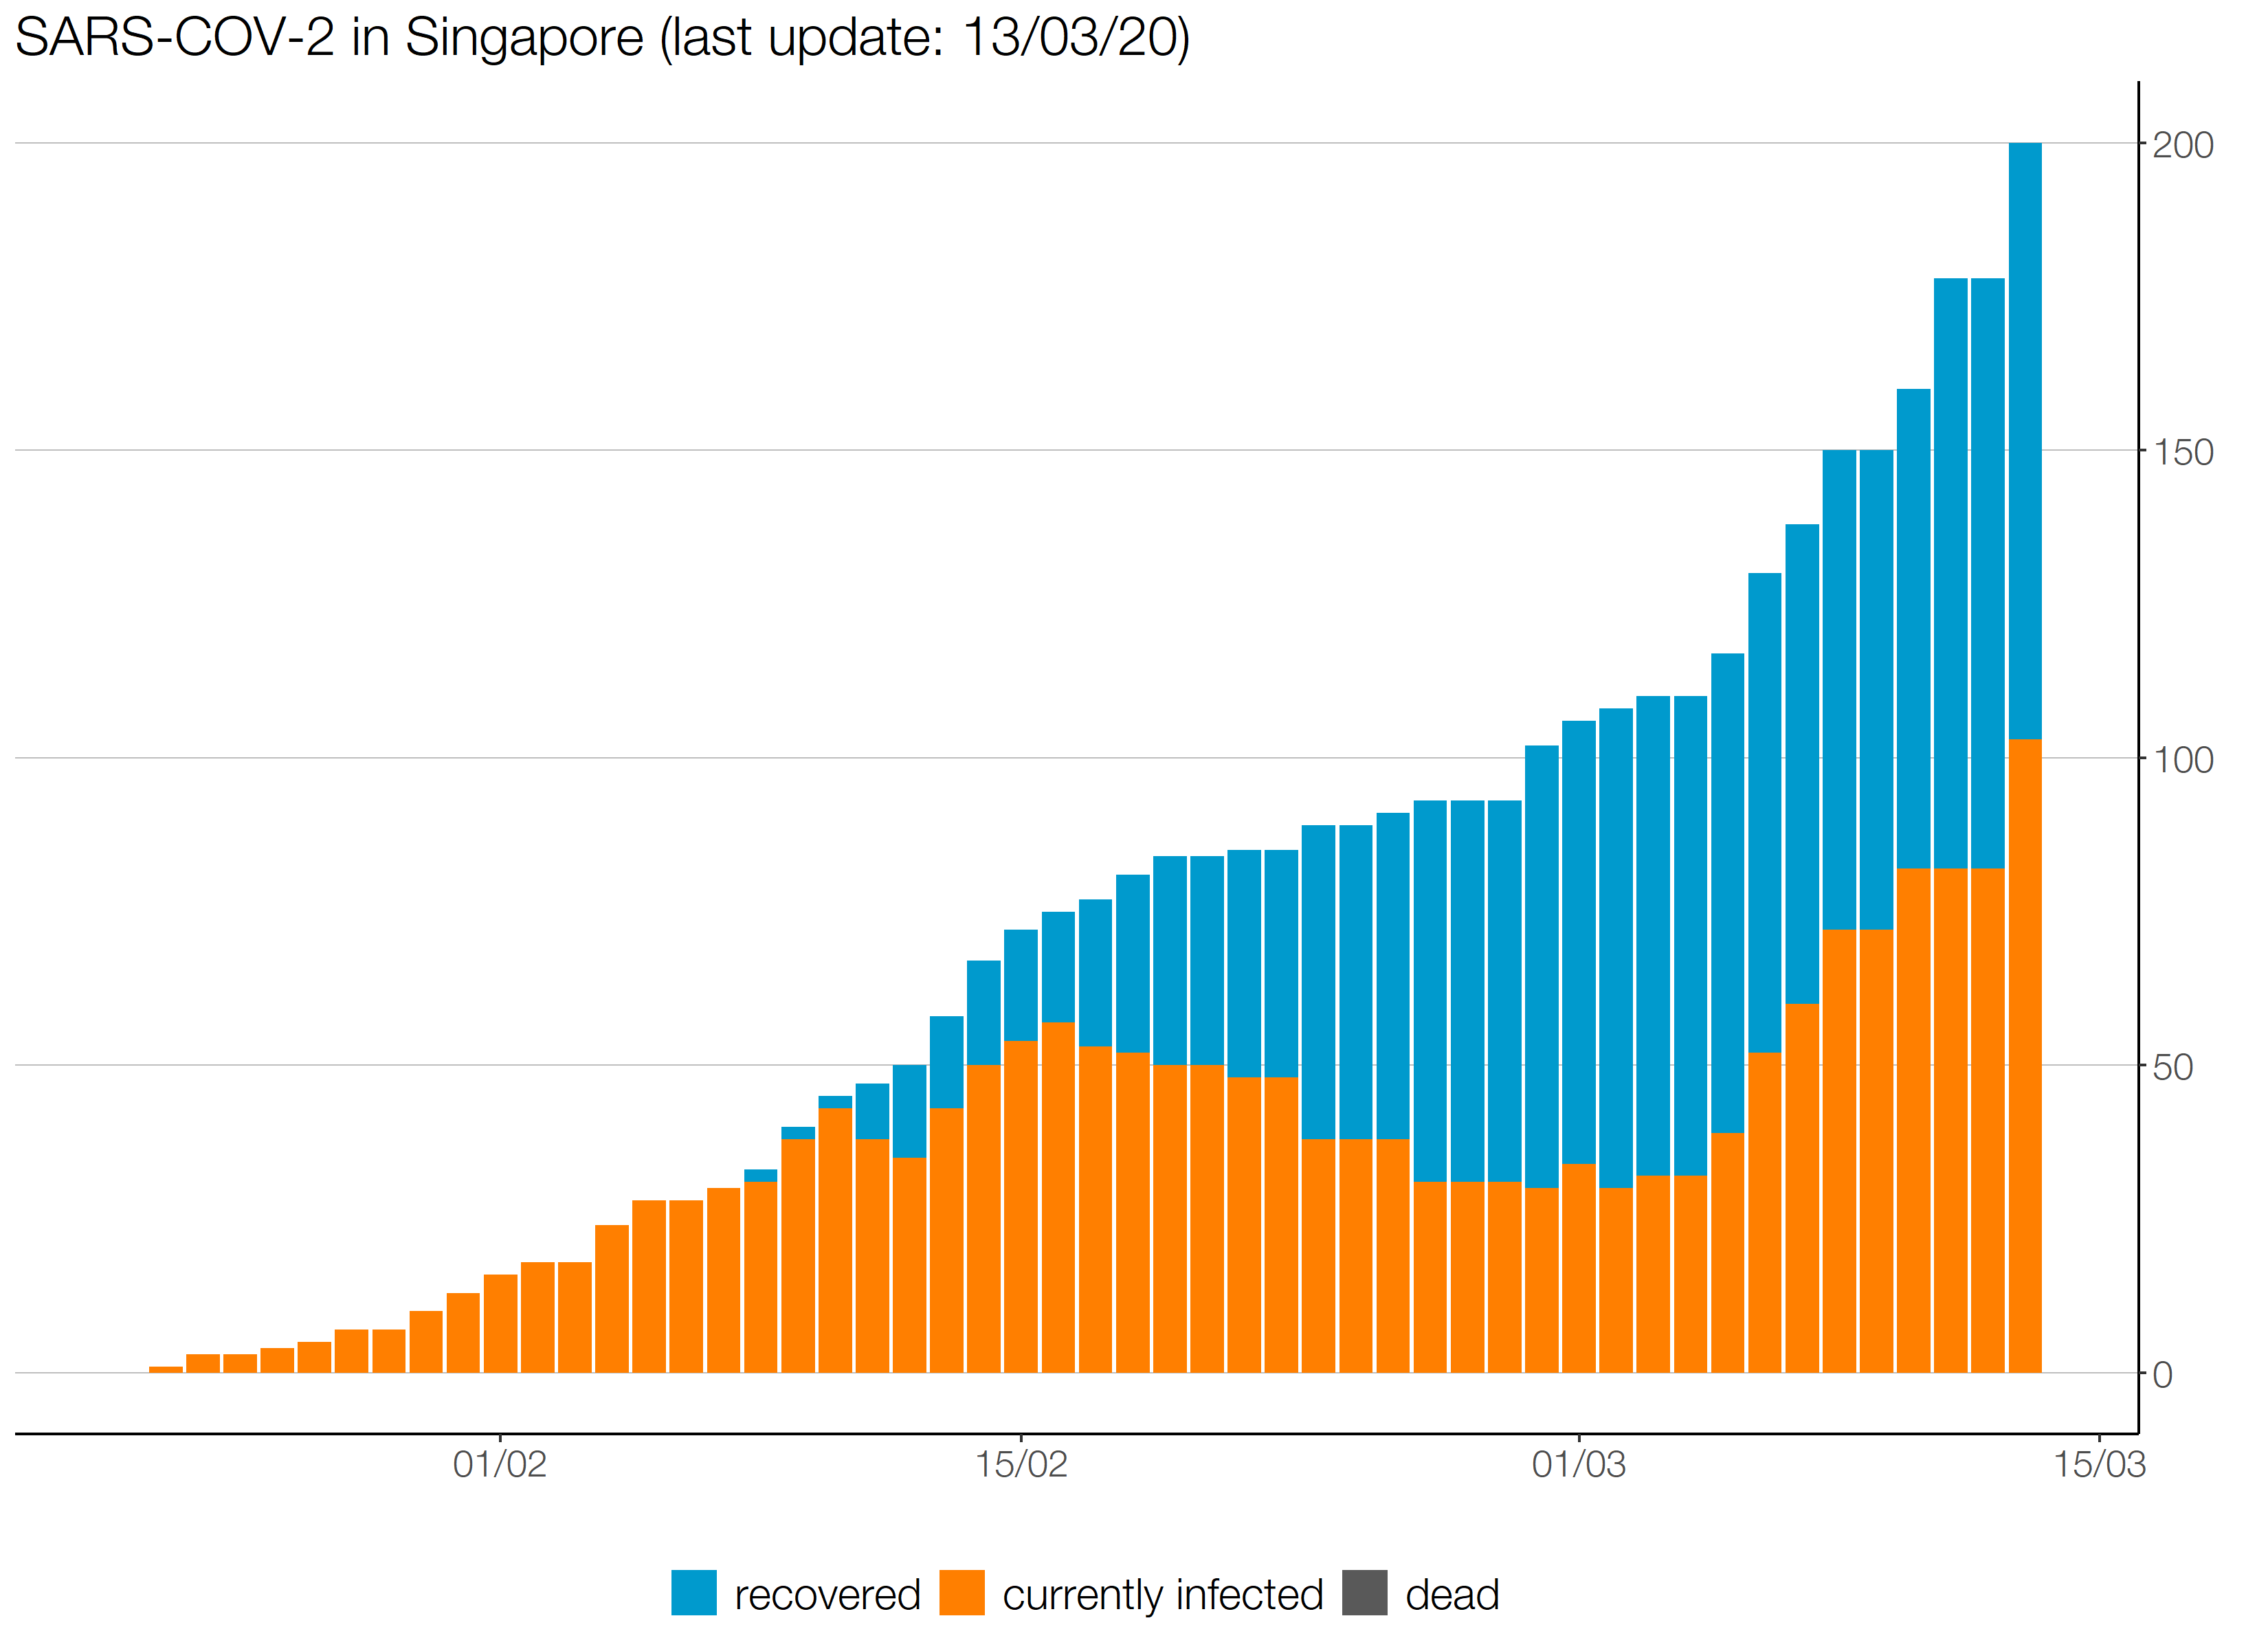 SARS-COV-2 in Singapore (last update: 13/03/20)
200
150
100
50
0
01/02 15/02 01/03 15/03
recovered currently infected dead